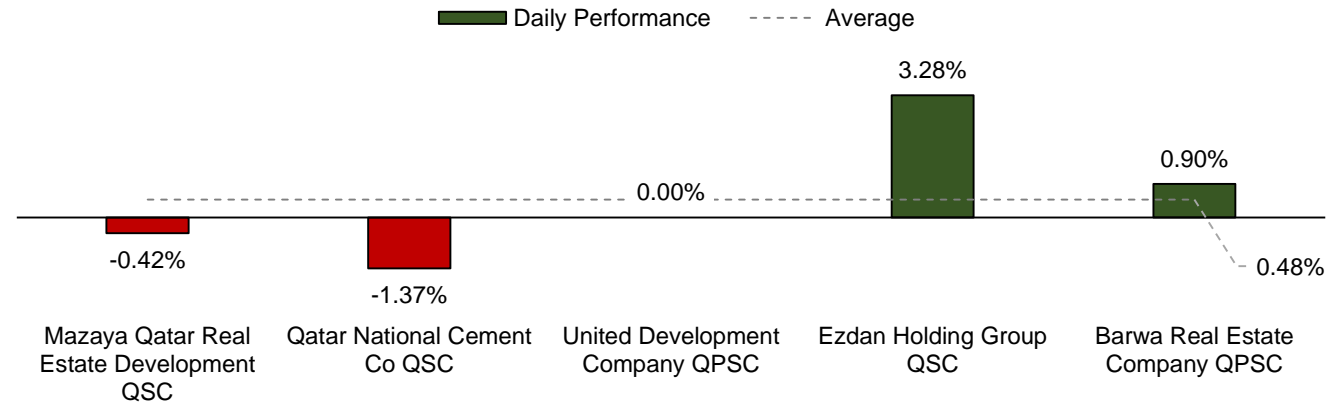 Daily Performance
Average
3.28%
0.90%
0.00%
-0.42%
0.48%
-1.37%
Mazaya Qatar Real
Estate Development
QSC
Qatar National Cement
Co QSC
United Development
Company QPSC
Ezdan Holding Group
QSC
Barwa Real Estate
Company QPSC